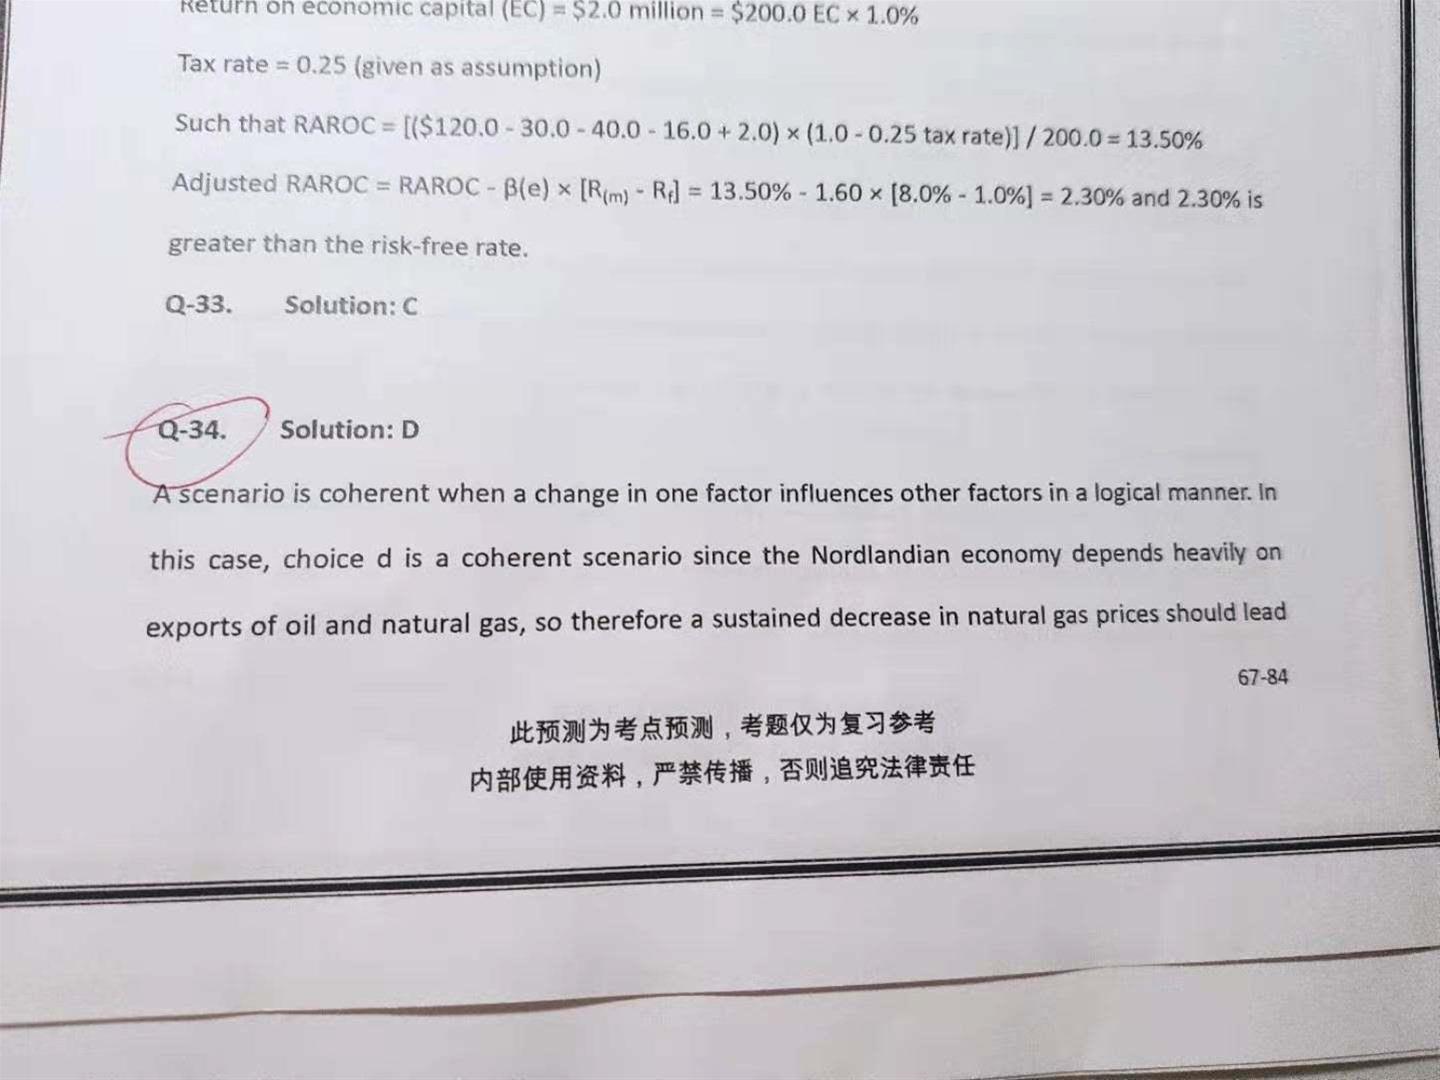 Return on economic capital (EC) = $2.0 million = $200.0 EC × 1.0%
Tax rate = 0.25 (given as assumption)
Such that RAROC = [($120.0 - 30.0 - 40.0 - 16.0 + 2.0) × (1.0 - 0.25 tax rate)] / 200.0 = 13.50%
Adjusted RAROC = RAROC - β(e) × [R(m) - Rf] = 13.50% - 1.60 × [8.0% - 1.0%] = 2.30% and 2.30% is
greater than the risk-free rate.
Q-33. Solution: C
Q-34. Solution: D
A scenario is coherent when a change in one factor influences other factors in a logical manner. In
this case, choice d is a coherent scenario since the Nordlandian economy depends heavily on
exports of oil and natural gas, so therefore a sustained decrease in natural gas prices should lead
67-84
此预测为考点预测，考题仅为复习参考
内部使用资料，严禁传播，否则追究法律责任